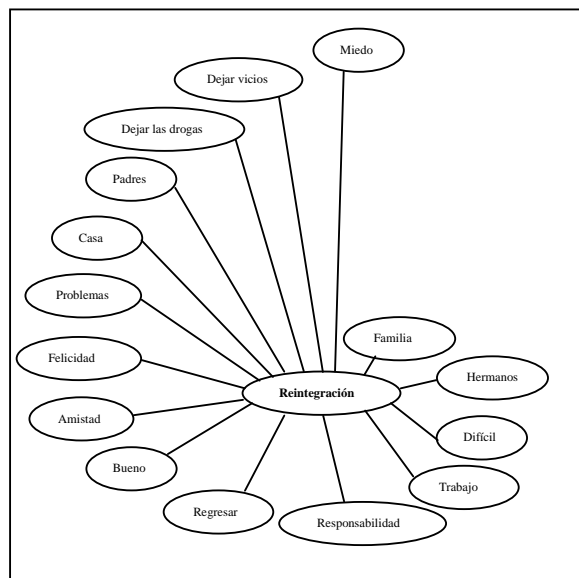 Miedo
Dejar vicios
Dejar las drogas
Padres
Casa
Problemas
Familia
Felicidad
Hermanos
Reintegración
Amistad
Difícil
Bueno
Trabajo
Regresar
Responsabilidad